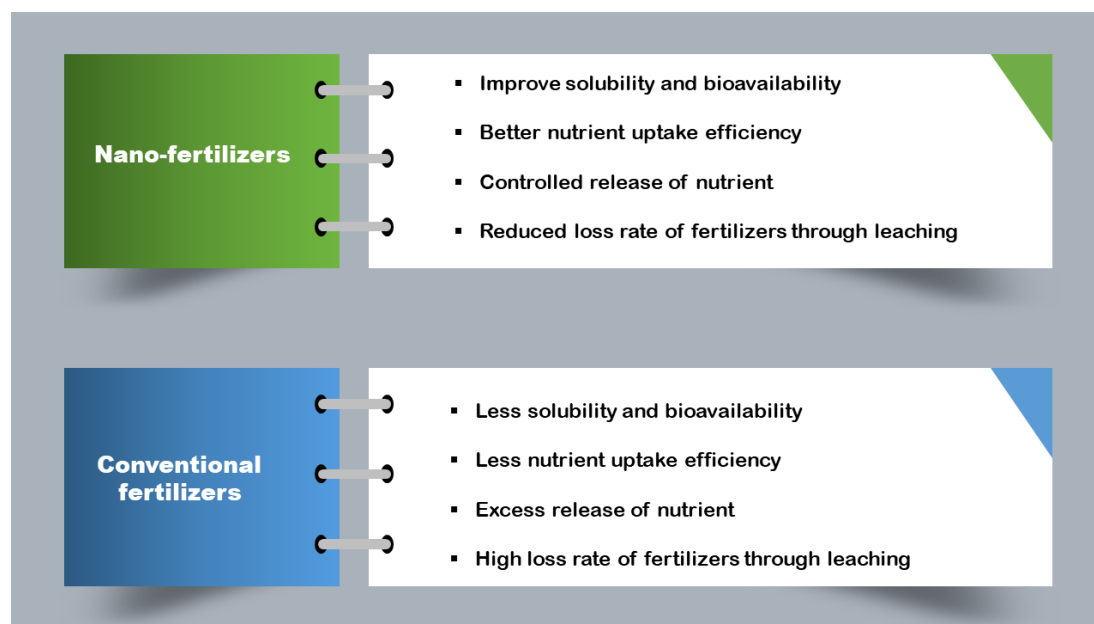 Nano-fertilizers
▪ Improve solubility and bioavailability
▪ Better nutrient uptake efficiency
▪ Controlled release of nutrient
▪ Reduced loss rate of fertilizers through leaching
Conventional
fertilizers
▪ Less solubility and bioavailability
▪ Less nutrient uptake efficiency
▪ Excess release of nutrient
▪ High loss rate of fertilizers through leaching